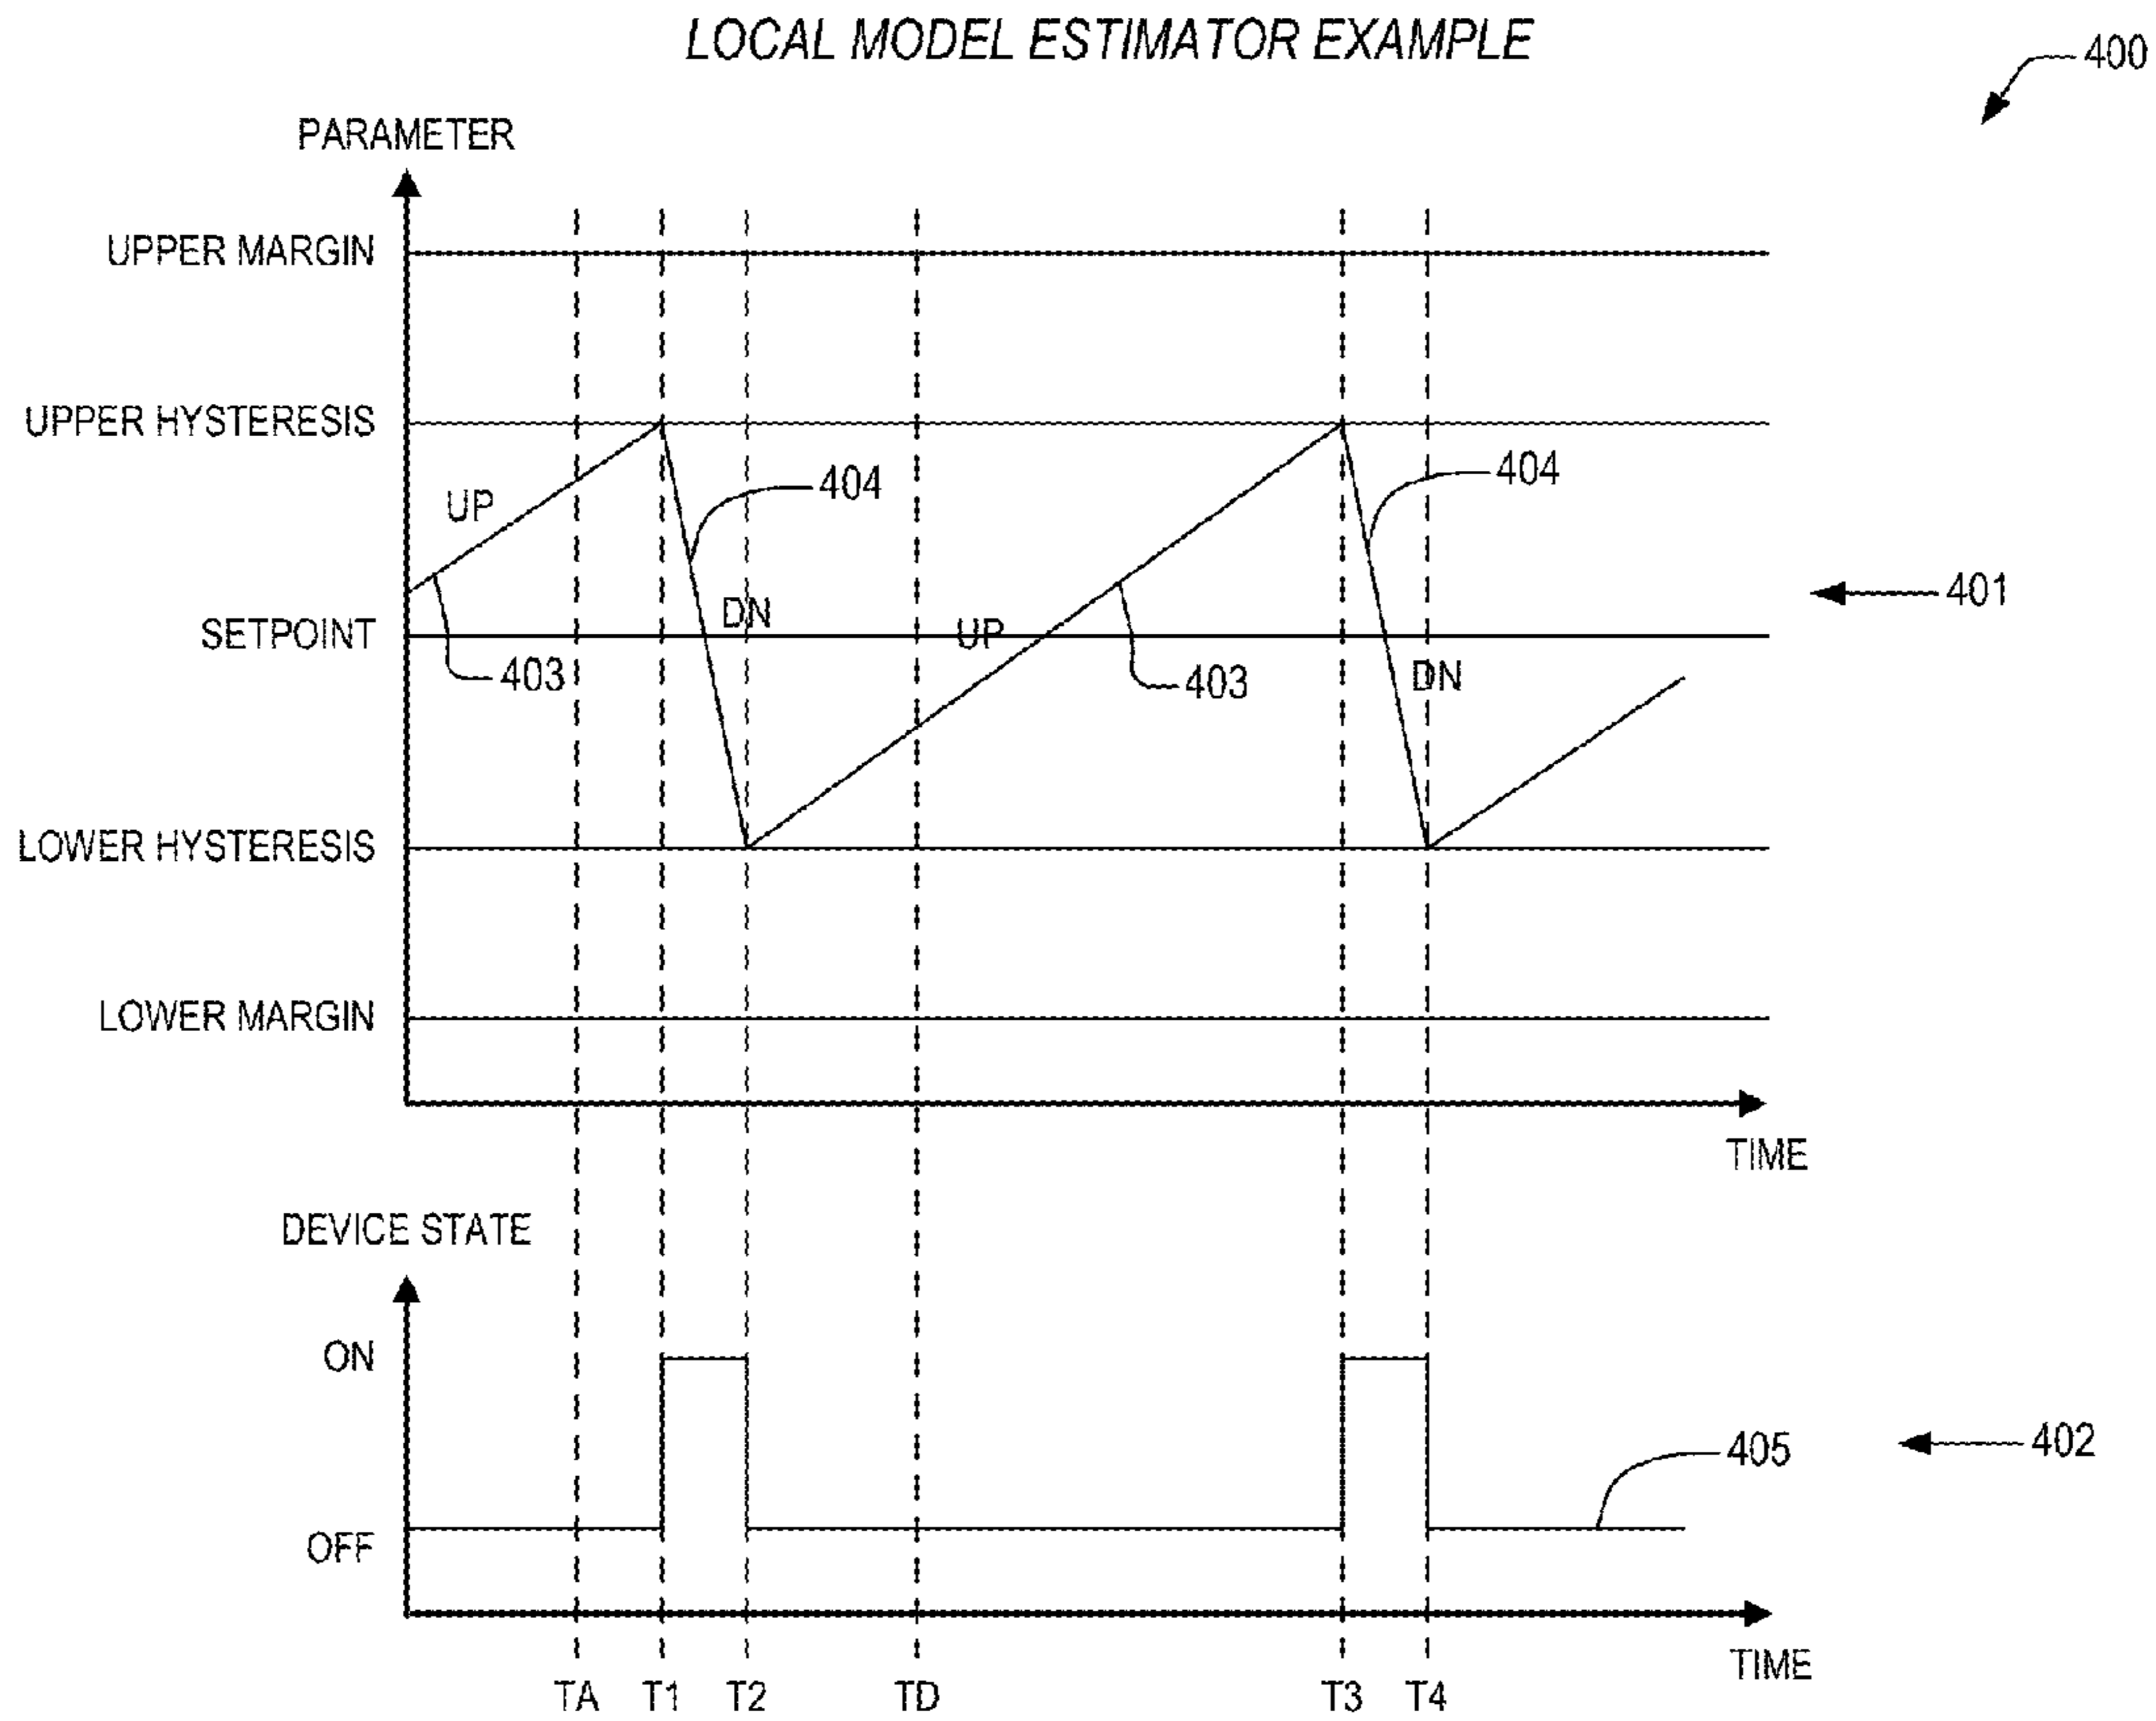 LOCAL MODEL ESTIMATOR EXAMPLE
400
PARAMETER
UPPER MARGIN
UPPER HYSTERESIS
404
404
UP
401
DN
SETPOINT
UP
403
403
DN
LOWER HYSTERESIS
LOWER MARGIN
TIME
DEVICE STATE
ON
405
402
OFF
TIME
TA T1 T2 TD T3 T4